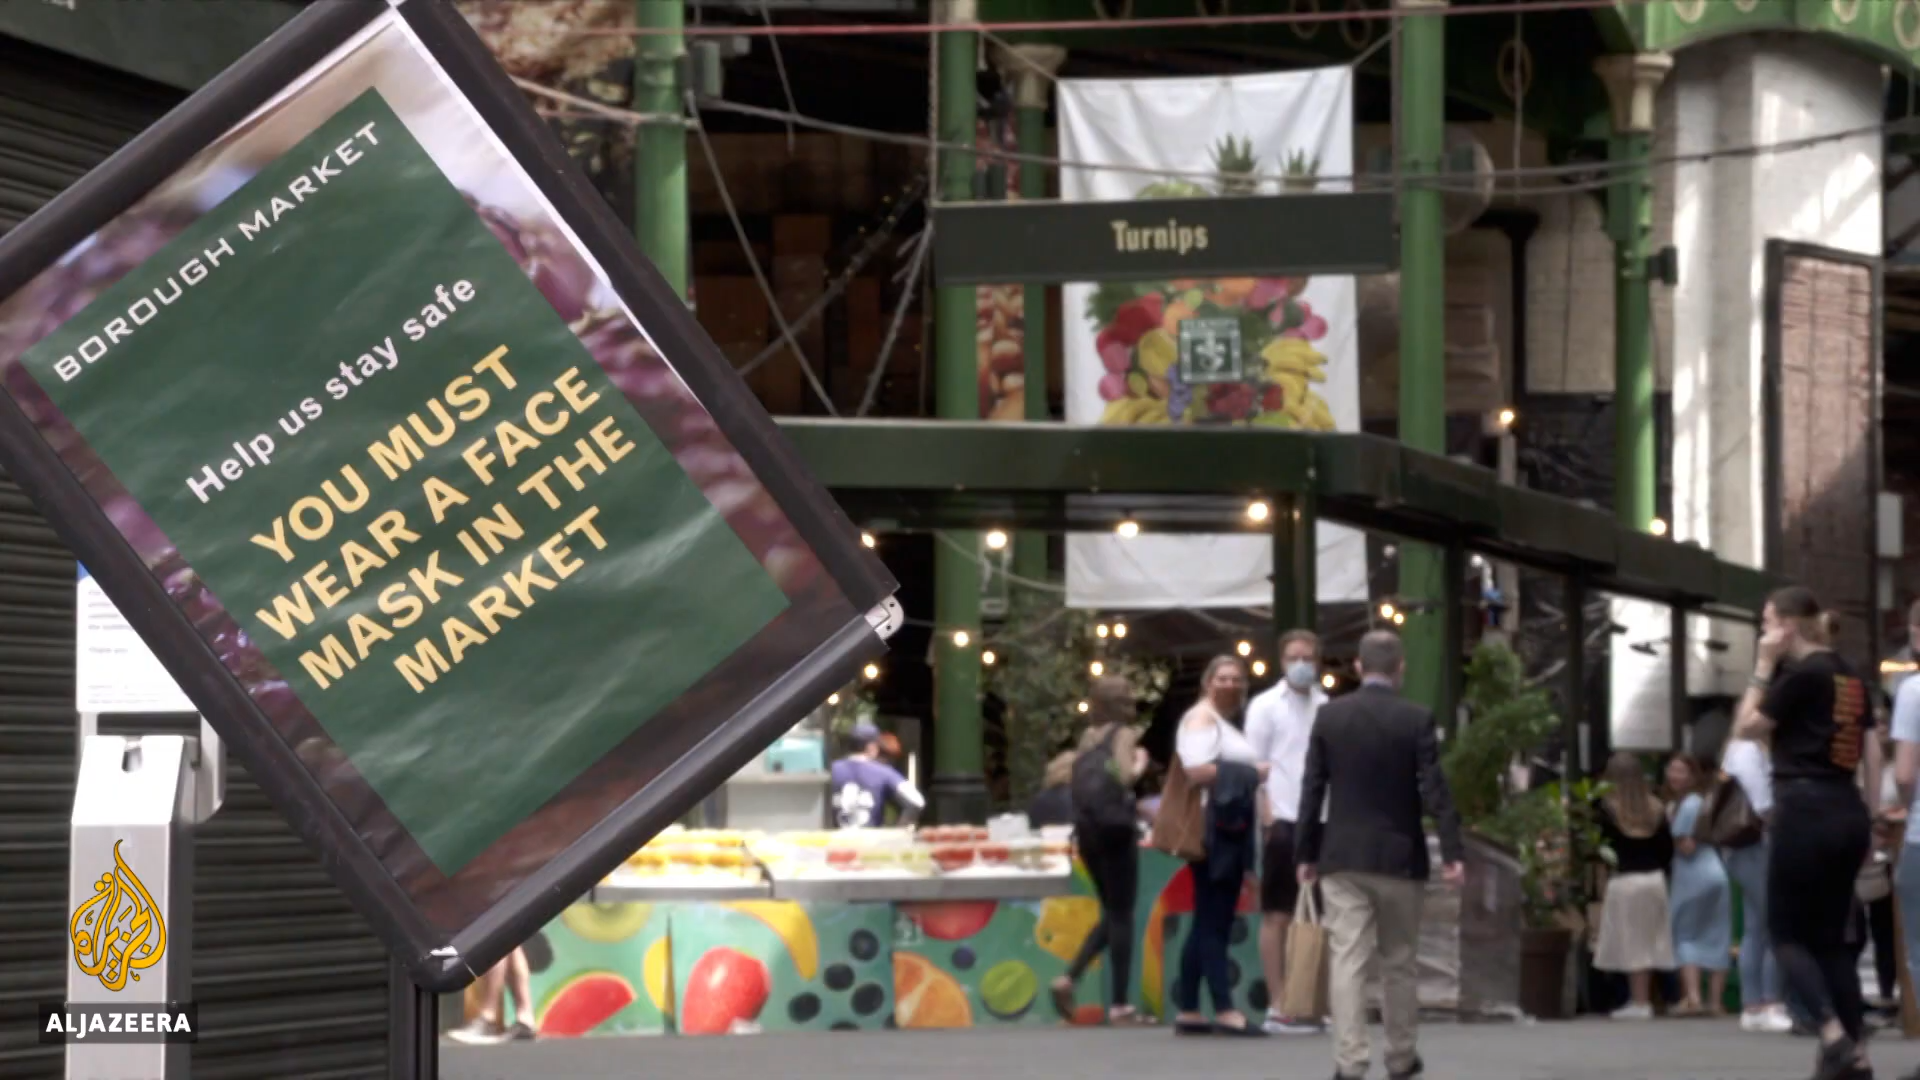 BOROUGH MARKET
Help us stay safe
YOU MUST
WEAR A FACE
MASK IN THE
MARKET
Turnips
ALJAZEERA